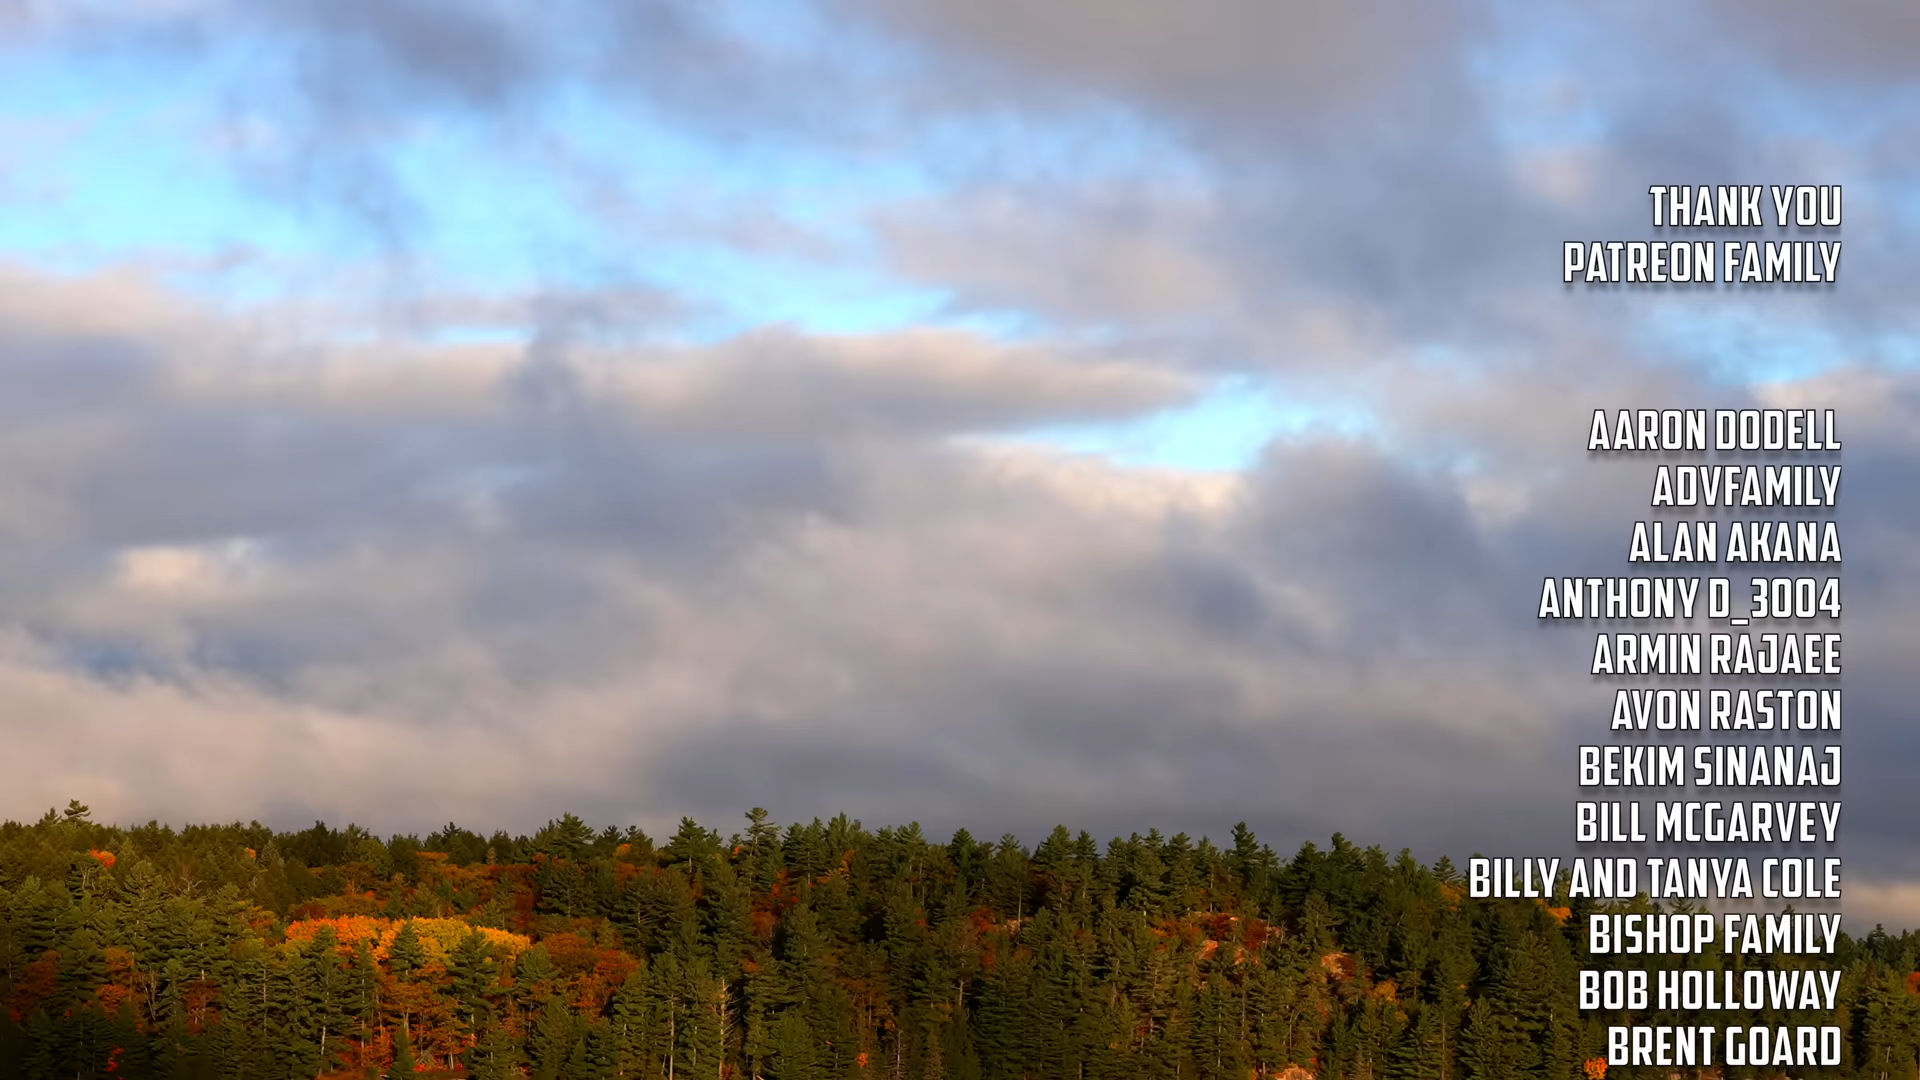 THANK YOU
PATREON FAMILY
AARON DODELL
ADVFAMILY
ALAN AKANA
ANTHONY D_3004
ARMIN RAJAEE
AVON RASTON
BEKIM SINANAJ
BILL MCGARVEY
BILLY AND TANYA COLE
BISHOP FAMILY
BOB HOLLOWAY
BRENT GOARD